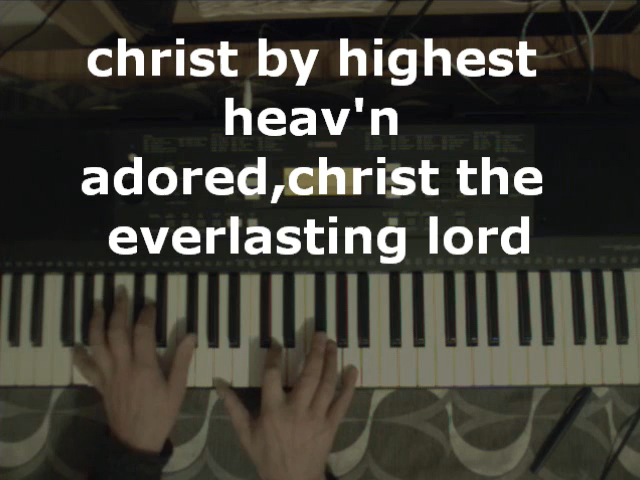 christ by highest
heav'n
adored,christ the
everlasting lord